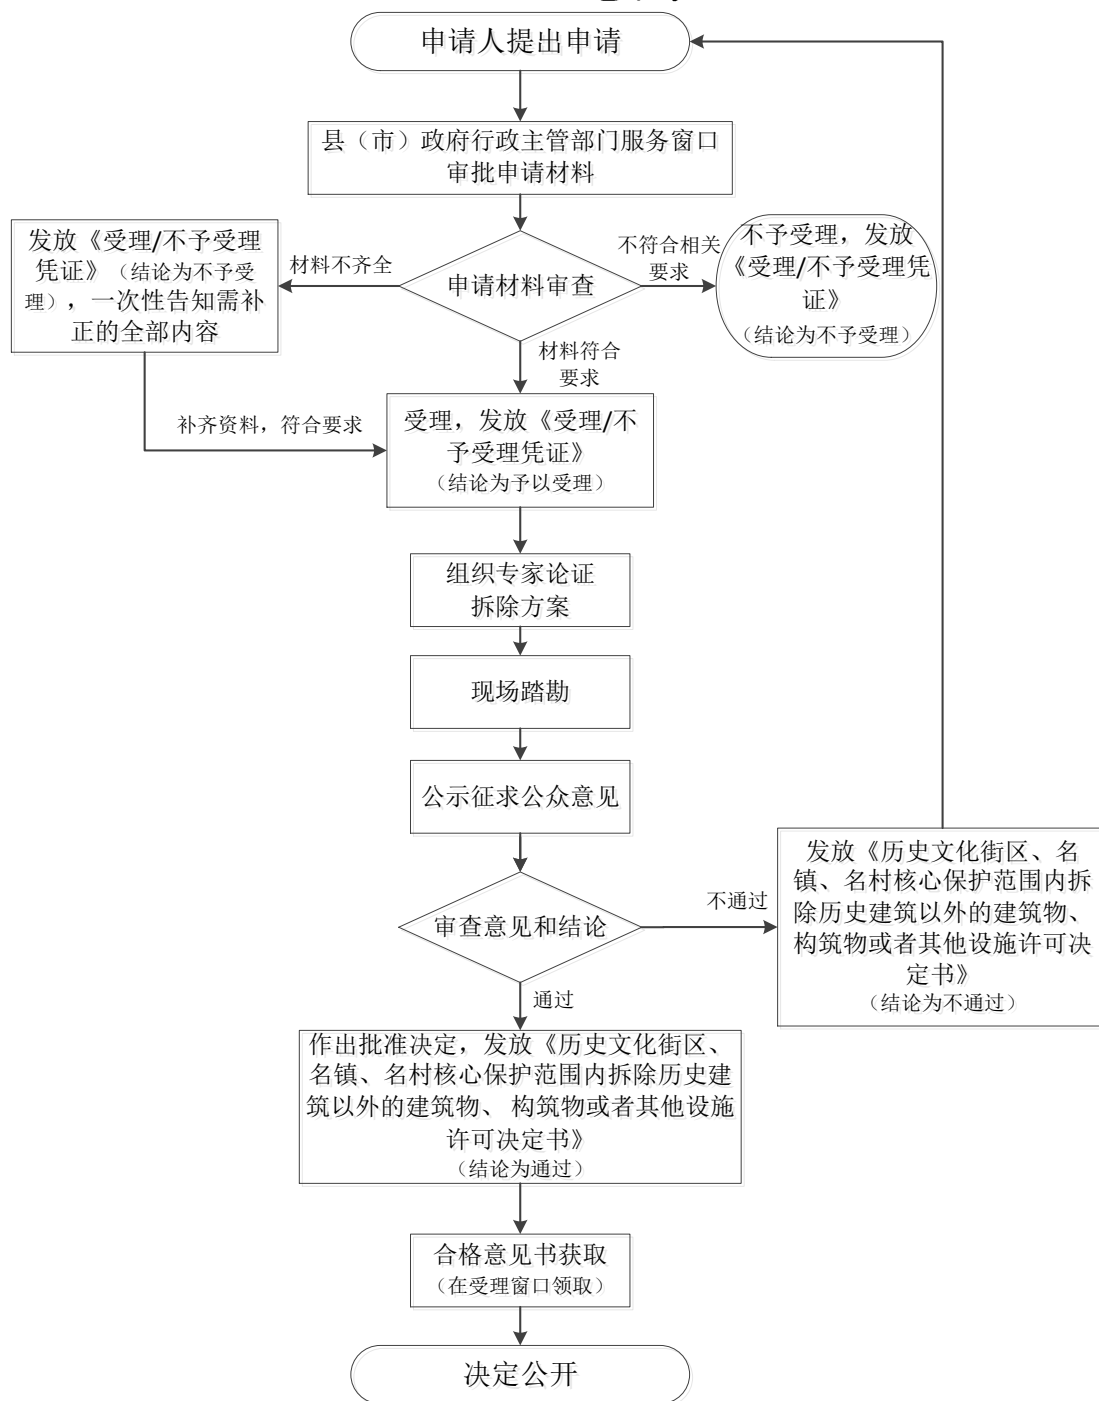 申请人提出申请
县（市）政府行政主管部门服务窗口
审批申请材料
发放《受理/不予受理
凭证》（结论为不予受
理），一次性告知需补
正的全部内容
材料不齐全
申请材料审查
不符合相关
要求
不予受理，发放
《受理/不予受理凭
证》
（结论为不予受理）
材料符合
要求
补齐资料，符合要求
受理，发放《受理/不
予受理凭证》
（结论为予以受理）
组织专家论证
拆除方案
现场踏勘
公示征求公众意见
审查意见和结论
不通过
发放《历史文化街区、名
镇、名村核心保护范围内拆
除历史建筑以外的建筑物、
构筑物或者其他设施许可决
定书》
（结论为不通过）
通过
作出批准决定，发放《历史文化街区、
名镇、名村核心保护范围内拆除历史建
筑以外的建筑物、 构筑物或者其他设施
许可决定书》
（结论为通过）
合格意见书获取
（在受理窗口领取）
决定公开